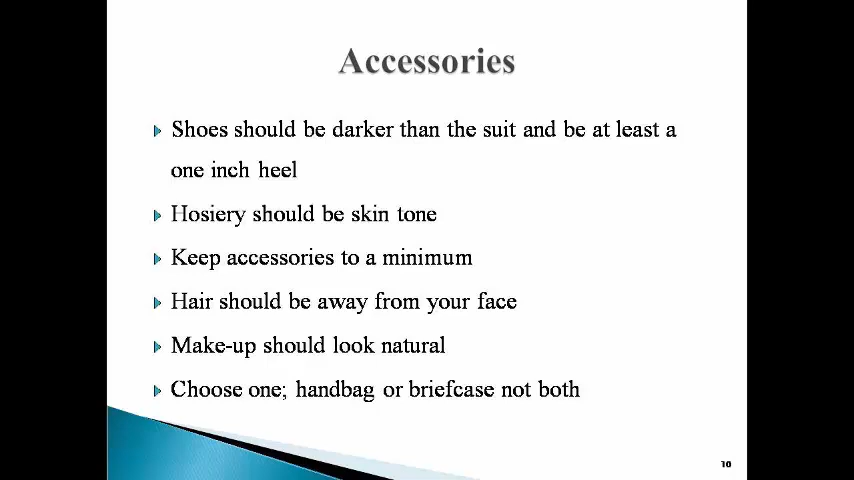 Accessories
Shoes should be darker than the suit and be at least a
one inch heel
Hosiery should be skin tone
Keep accessories to a minimum
Hair should be away from your face
Make-up should look natural
Choose one; handbag or briefcase not both
10